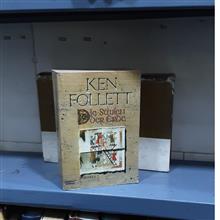 KEN
FOLLETT
Die Säulen
der Erde